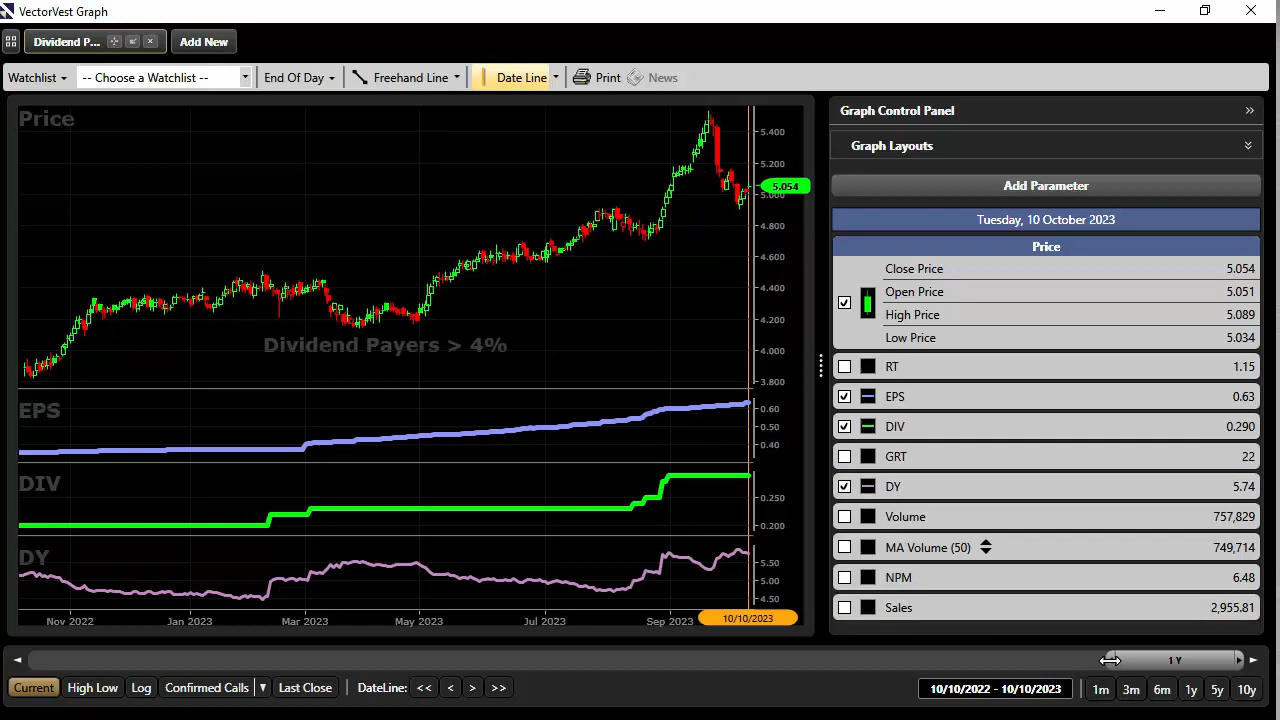 VectorVest Graph
Dividend P... Add New
Watchlist -- Choose a Watchlist -- End Of Day Freehand Line Date Line Print News
Price
5.400
5.200
5.054
5.000
4.800
4.600
4.400
4.200
4.000
3.800
Dividend Payers > 4%
EPS
0.60
0.50
0.40
DIV
0.250
0.200
DY
5.50
5.00
4.50
Nov 2022 Jan 2023 Mar 2023 May 2023 Jul 2023 Sep 2023 10/10/2023
Graph Control Panel
Graph Layouts
Add Parameter
Tuesday, 10 October 2023
Price
Close Price 5.054
Open Price 5.051
High Price 5.089
Low Price 5.034
RT 1.15
EPS 0.63
DIV 0.290
GRT 22
DY 5.74
Volume 757,829
MA Volume (50) 749,714
NPM 6.48
Sales 2,955.81
1 Y
Current High Low Log Confirmed Calls Last Close DateLine: << < > >> 10/10/2022 - 10/10/2023 1m 3m 6m 1y 5y 10y